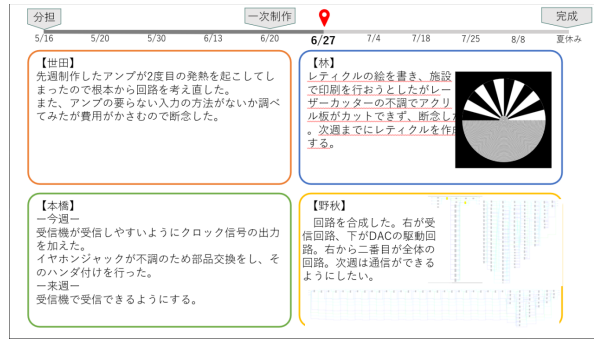 分担
一次制作
完成
5/16
5/20
5/30
6/13
6/20
6/27
7/4
7/18
7/25
8/8
夏休み
【世田】
先週制作したアンプが2度目の発熱を起こしてし
まったので根本から回路を考え直した。
また、アンプの要らない入力の方法がないか調べ
てみたが費用がかさむので断念した。
【林】
レティクルの絵を書き、施設
で印刷を行おうとしたがレー
ザーカッターの不調でアクリ
ル板がカットできず、断念した
。次週までにレティクルを作成
する。
【本橋】
ー今週ー
受信機が受信しやすいようにクロック信号の出力
を加えた。
イヤホンジャックが不調のため部品交換をし、そ
のハンダ付けを行った。
ー来週ー
受信機で受信できるようにする。
【野秋】
回路を合成した。右が受
信回路、下がDACの駆動回
路。右から二番目が全体の
回路。次週は通信ができる
ようにしたい。